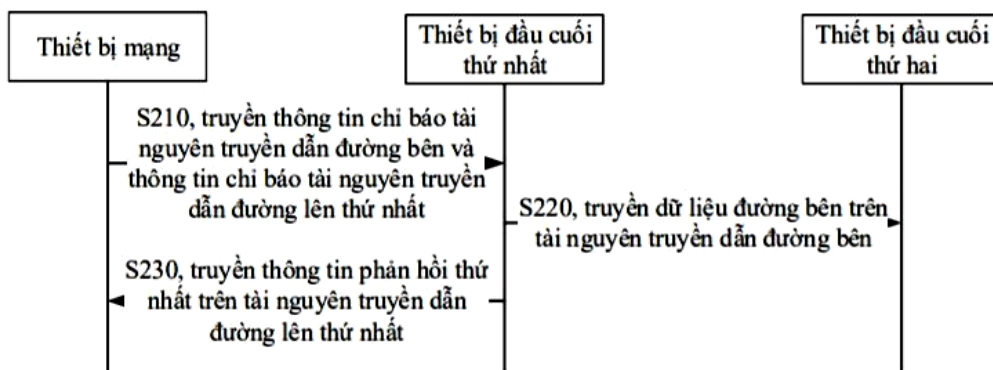 Thiết bị mạng
Thiết bị đầu cuối
thứ nhất
Thiết bị đầu cuối
thứ hai
S210, truyền thông tin chỉ báo tài
nguyên truyền dẫn đường bên và
thông tin chỉ báo tài nguyên truyền
dẫn đường lên thứ nhất
S220, truyền dữ liệu đường bên trên
tài nguyên truyền dẫn đường bên
S230, truyền thông tin phản hồi thứ
nhất trên tài nguyên truyền dẫn
đường lên thứ nhất